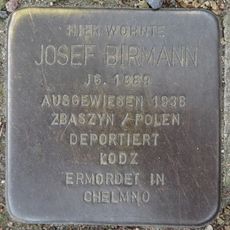 HIER WOHNTE
JOSEF BIRMANN
JG. 1889
AUSGEWIESEN 1938
ZBASZYN / POLEN
DEPORTIERT
LODZ
ERMORDET IN
CHELMNO